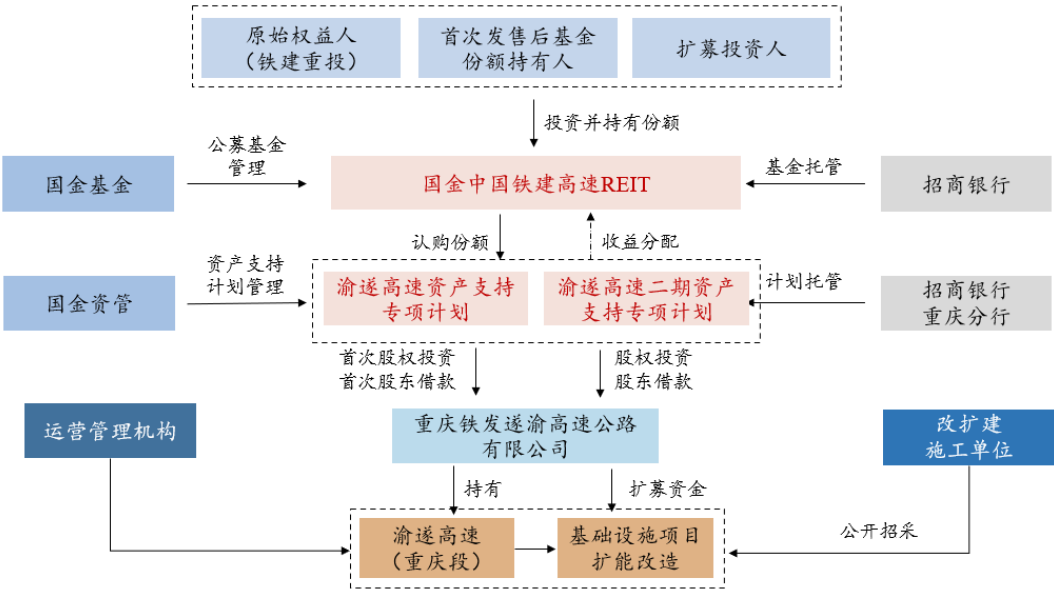 原始权益人
（铁建重投）
首次发售后基金
份额持有人
扩募投资人
投资并持有份额
公募基金
管理
国金基金
国金中国铁建高速REIT
基金托管
招商银行
认购份额
收益分配
资产支持
计划管理
国金资管
渝遂高速资产支持
专项计划
渝遂高速二期资产
支持专项计划
计划托管
招商银行
重庆分行
首次股权投资
首次股东借款
股权投资
股东借款
运营管理机构
重庆铁发遂渝高速公路
有限公司
改扩建
施工单位
持有
扩募资金
渝遂高速
（重庆段）
基础设施项目
扩能改造
公开招采